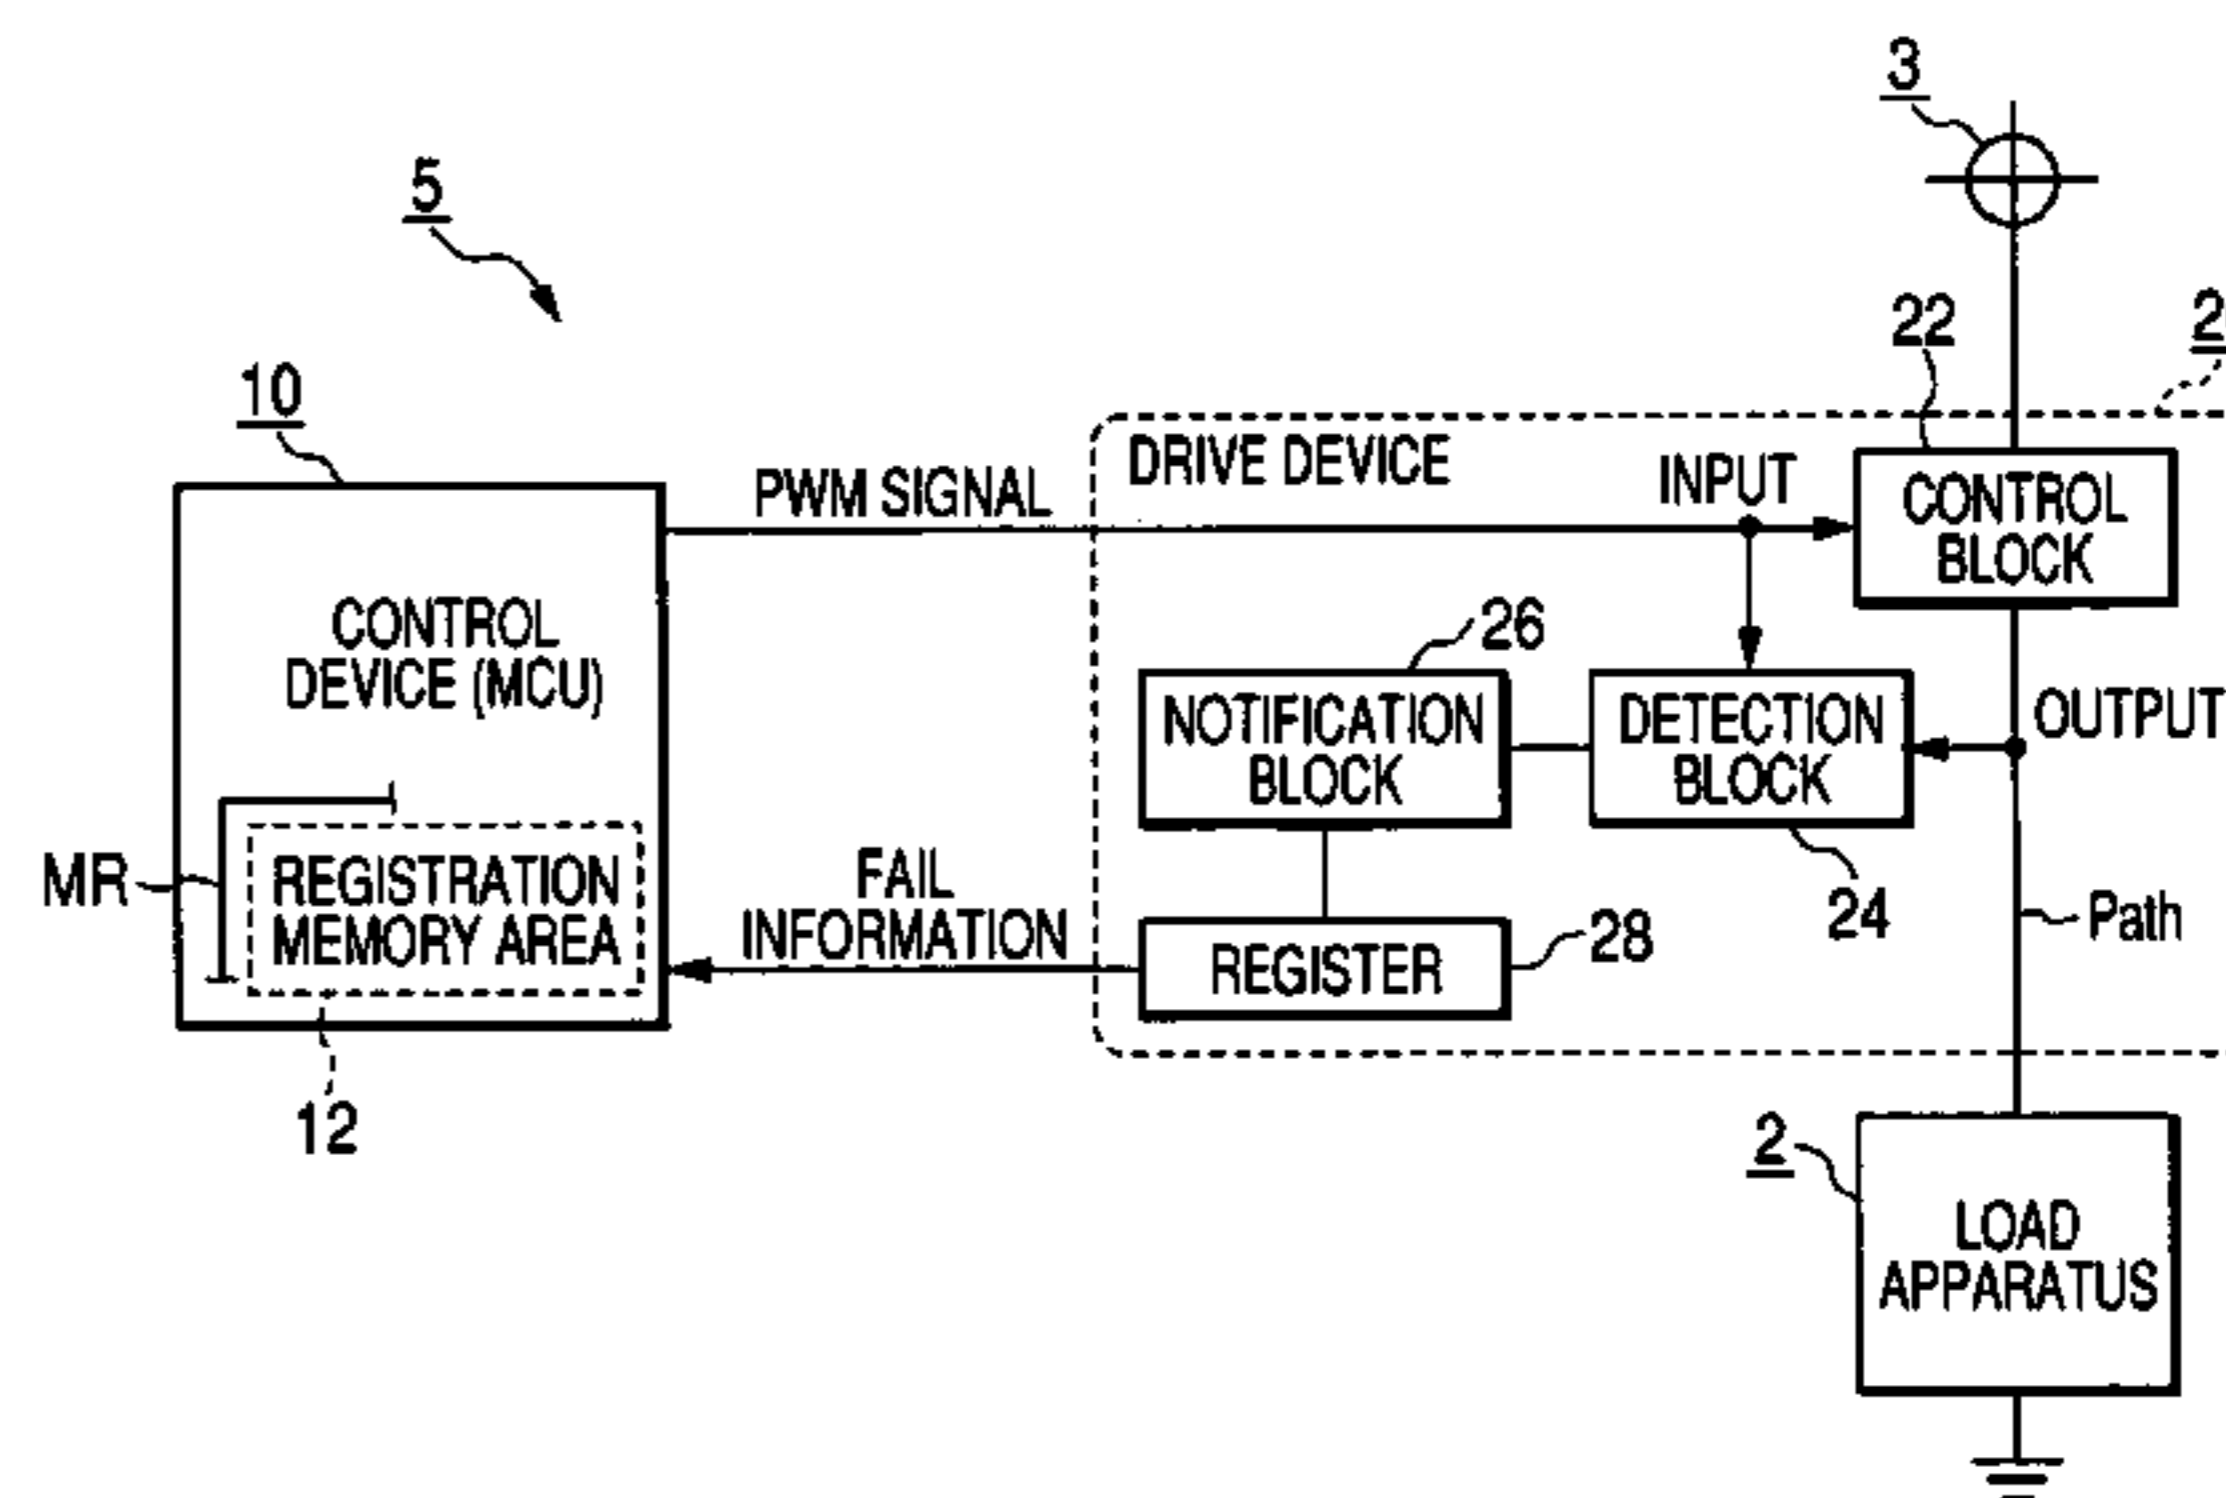 3
5
22
2
10
DRIVE DEVICE
INPUT
PWM SIGNAL
CONTROL
BLOCK
CONTROL
DEVICE (MCU)
26
NOTIFICATION
BLOCK
DETECTION
BLOCK
OUTPUT
MR
REGISTRATION
MEMORY AREA
FAIL
INFORMATION
24
Path
REGISTER
28
12
2
LOAD
APPARATUS